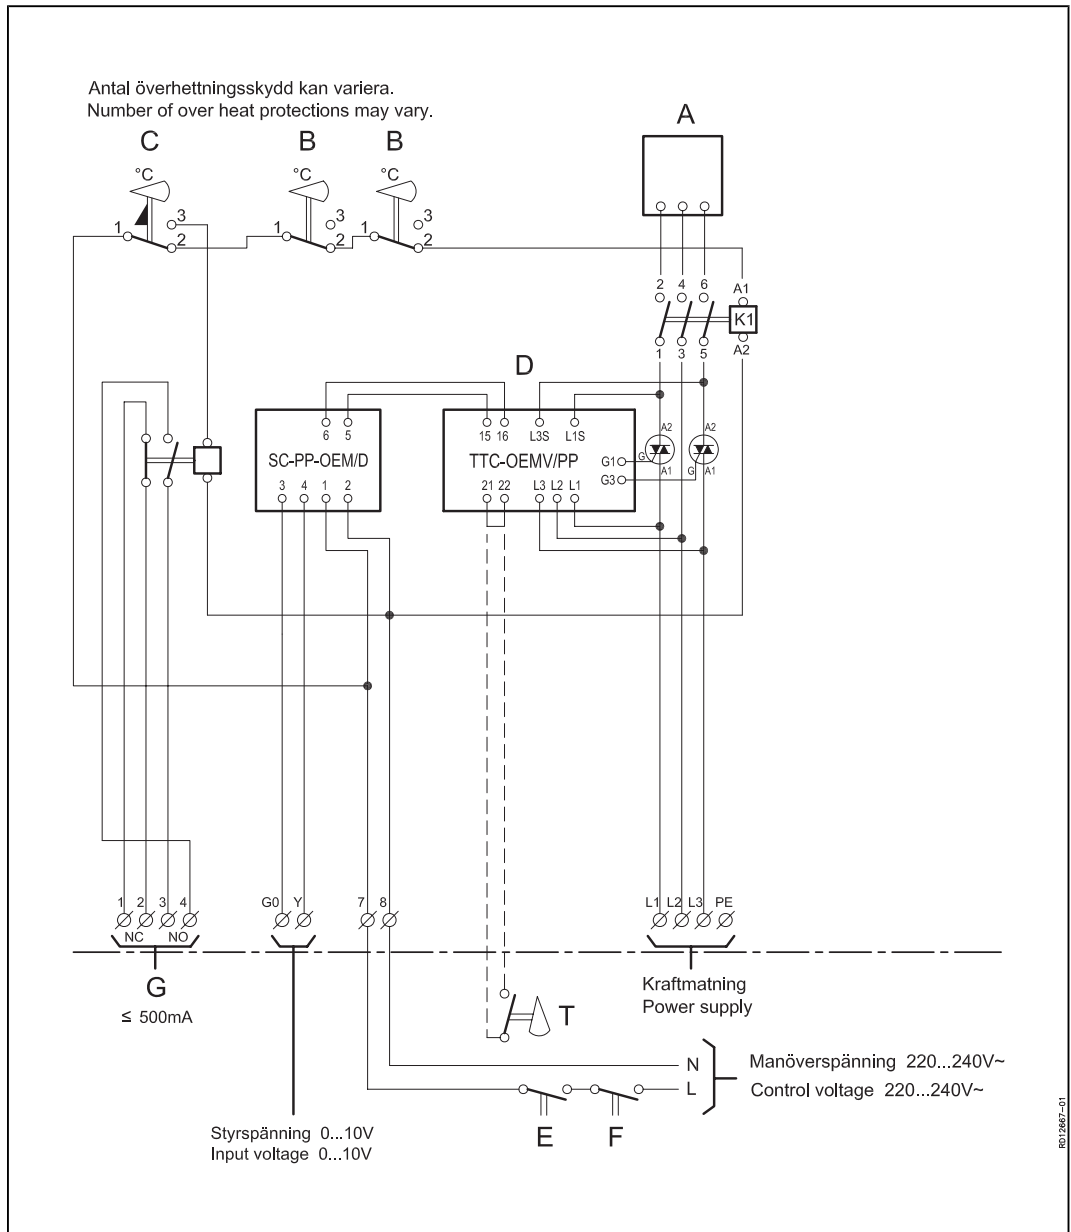 Antal överhettningsskydd kan variera.
Number of over heat protections may vary.
C B B A
°C °C °C
3 3 3
1 1 1
2 2 2
2 4 6 A1
K1
1 3 5 A2
D
6 5 15 16 L3S L1S A2 A2
SC-PP-OEM/D TTC-OEMV/PP G1 G
G3 G
A1 A1
3 4 1 2 21 22 L3 L2 L1
1 2 3 4 G0 Y 7 8 L1 L2 L3 PE
NC NO
G
≤ 500mA
Kraftmatning
Power supply
T
N
L
Manöverspänning 220...240V~
Control voltage 220...240V~
E F
Styrspänning 0...10V
Input voltage 0...10V
RD12667-01